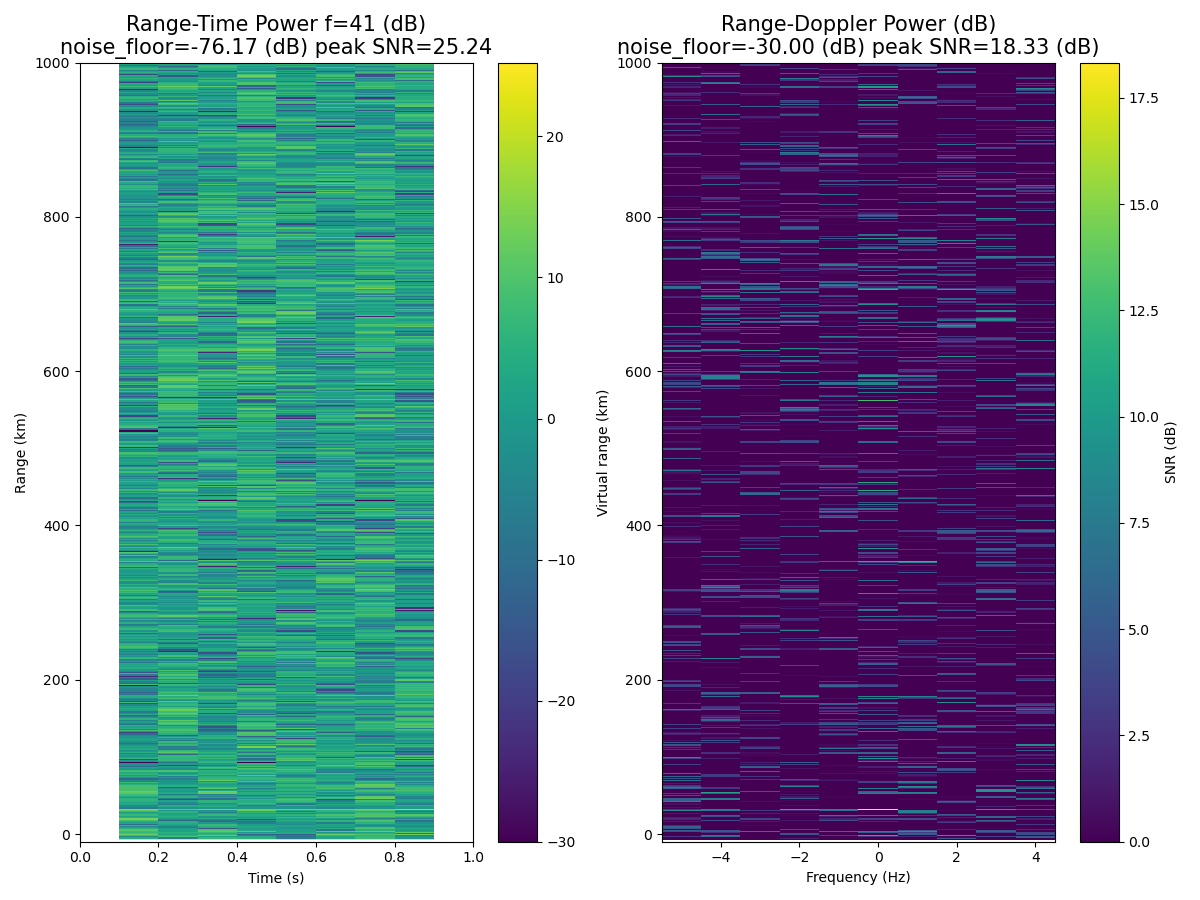 Range-Time Power f=41 (dB)
noise_floor=-76.17 (dB) peak SNR=25.24
1000
800
600
400
200
0
Range (km)
0.0 0.2 0.4 0.6 0.8 1.0
Time (s)
20
10
0
−10
−20
−30
Range-Doppler Power (dB)
noise_floor=-30.00 (dB) peak SNR=18.33 (dB)
1000
800
600
400
200
0
Virtual range (km)
−4 −2 0 2 4
Frequency (Hz)
17.5
15.0
12.5
10.0
7.5
5.0
2.5
0.0
SNR (dB)